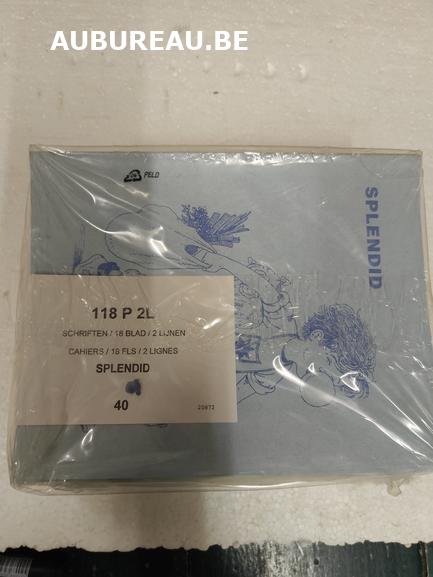 AUBUREAU.BE
PELD
SPLENDID
118 P 2L
SCHRIFTEN / 18 BLAD / 2 LIJNEN
CAHIERS / 18 FLS / 2 LIGNES
SPLENDID
40
20872